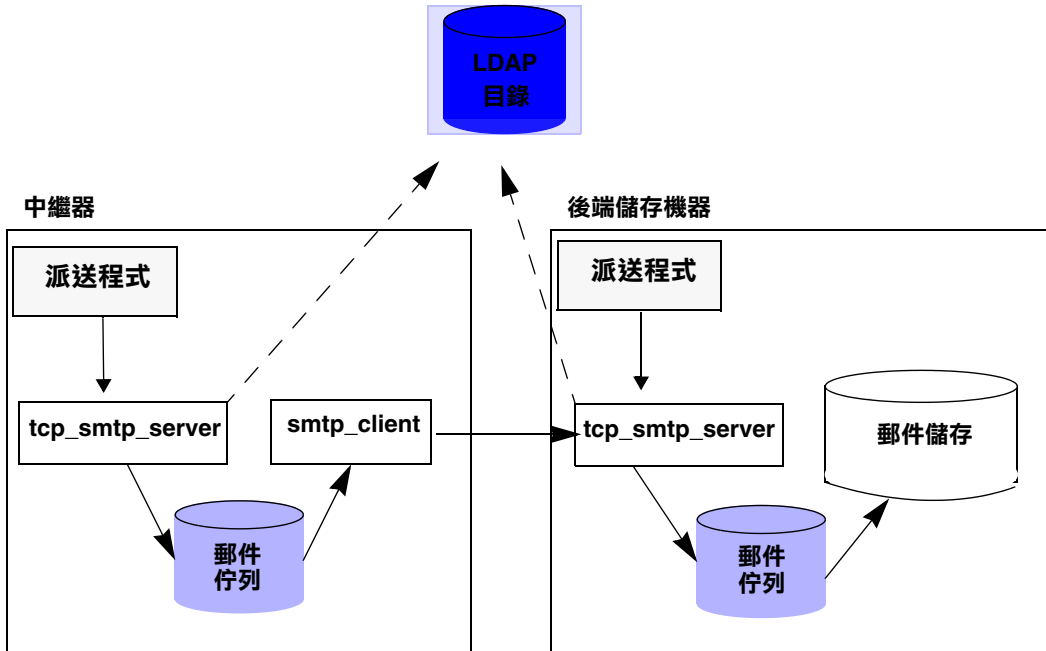 LDAP
目錄
中繼器
後端儲存機器
派送程式
派送程式
tcp_smtp_server
smtp_client
tcp_smtp_server
郵件儲存
郵件
佇列
郵件
佇列